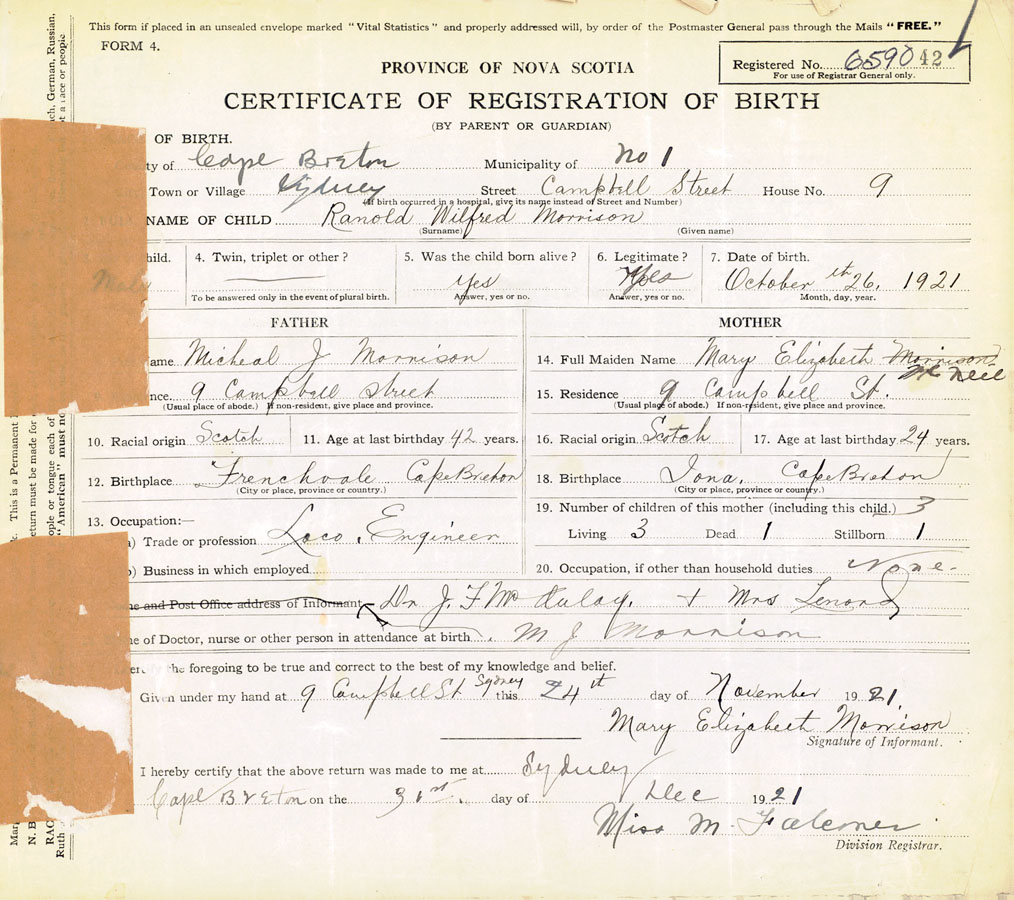 This form if placed in an unsealed envelope marked "Vital Statistics" and properly addressed will, by order of the Postmaster General pass through the Mails "FREE."
FORM 4.
Registered No. 659042
For use of Registrar General only.
PROVINCE OF NOVA SCOTIA
CERTIFICATE OF REGISTRATION OF BIRTH
(BY PARENT OR GUARDIAN)
OF BIRTH.
ty of Cape Breton Municipality of No 1
Town or Village Sydney Street Campbell Street House No. 9
(If birth occurred in a hospital, give its name instead of Street and Number)
NAME OF CHILD Ranold Wilfred Morrison
(Surname) (Given name)
hild. 4. Twin, triplet or other? 5. Was the child born alive? 6. Legitimate? 7. Date of birth.
Male Yes Yes October 26th, 1921
To be answered only in the event of plural birth. Answer, yes or no. Answer, yes or no. Month, day, year.
FATHER
ame Micheal J Morrison
nce. 9 Campbell Street
(Usual place of abode.) If non-resident, give place and province.
10. Racial origin Scotch 11. Age at last birthday 42 years.
12. Birthplace Frenchvale Cape Breton
(City or place, province or country.)
13. Occupation:—
a) Trade or profession Loco. Engineer
b) Business in which employed
MOTHER
14. Full Maiden Name Mary Elizabeth Morrison
Mc Neil
15. Residence 9 Campbell St.
(Usual place of abode.) If non-resident, give place and province.
16. Racial origin Scotch 17. Age at last birthday 24 years.
18. Birthplace Iona, Cape Breton
(City or place, province or country.)
19. Number of children of this mother (including this child.) 3
Living 3 Dead 1 Stillborn 1
20. Occupation, if other than household duties None.
me and Post Office address of Informant Dr J. F. + Mrs Lenord
me of Doctor, nurse or other person in attendance at birth M J Morrison
the foregoing to be true and correct to the best of my knowledge and belief.
Given under my hand at 9 Campbell St Sydney this 24th day of November 1921.
Mary Elizabeth Morrison
Signature of Informant.
I hereby certify that the above return was made to me at Sydney
Cape Breton on the 31st. day of Dec 1921
Miss M. Falconer
Division Registrar.